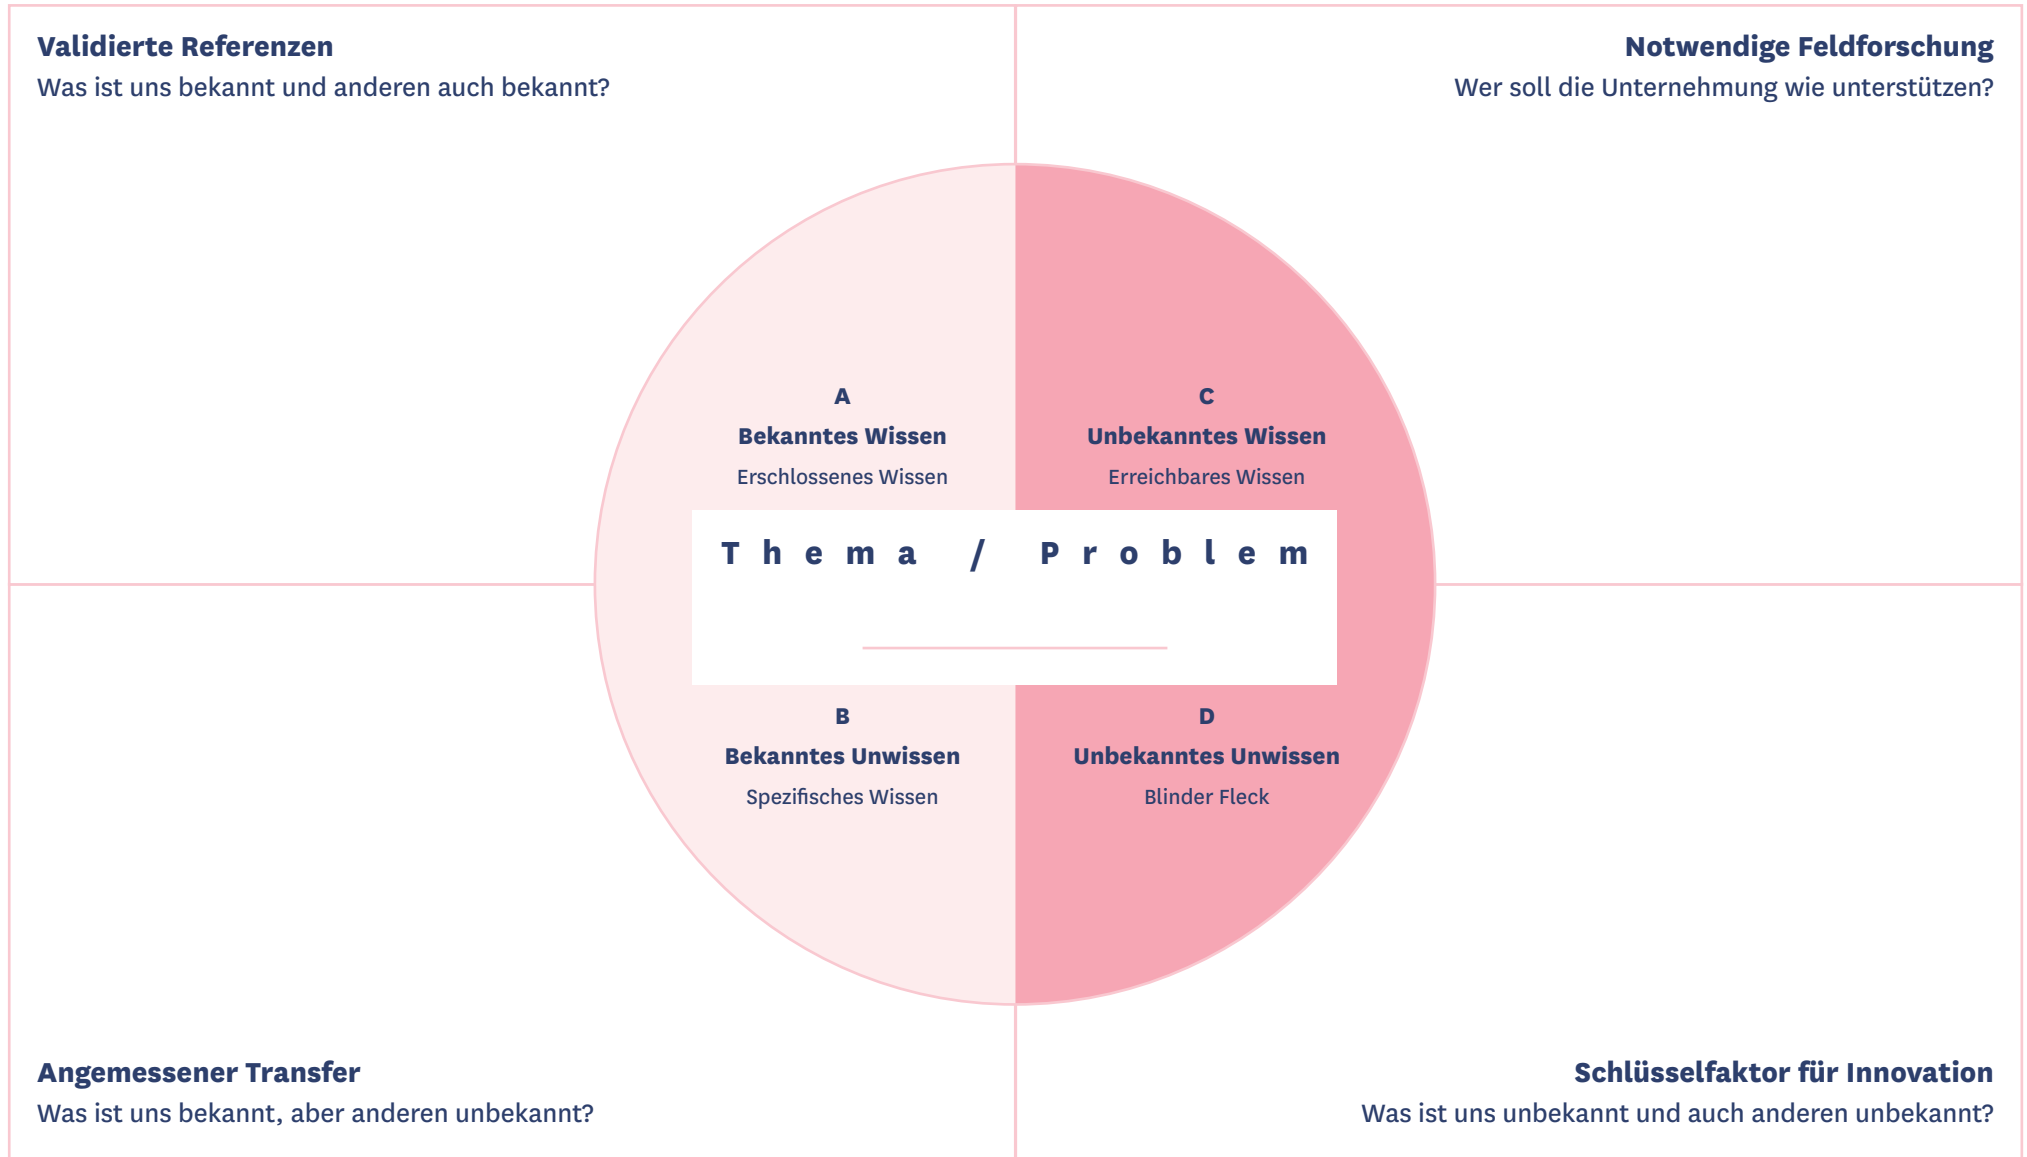 Validierte Referenzen
Was ist uns bekannt und anderen auch bekannt?
Notwendige Feldforschung
Wer soll die Unternehmung wie unterstützen?
A
Bekanntes Wissen
Erschlossenes Wissen
C
Unbekanntes Wissen
Erreichbares Wissen
Thema / Problem
B
Bekanntes Unwissen
Spezifisches Wissen
D
Unbekanntes Unwissen
Blinder Fleck
Angemessener Transfer
Was ist uns bekannt, aber anderen unbekannt?
Schlüsselfaktor für Innovation
Was ist uns unbekannt und auch anderen unbekannt?